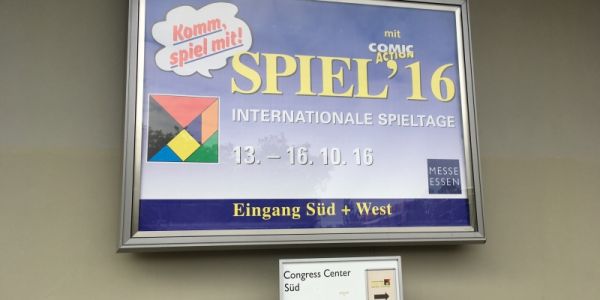 Komm,
spiel mit!
mit
COMIC
ACTION
SPIEL'16
INTERNATIONALE SPIELTAGE
13. – 16. 10. 16
MESSE
ESSEN
Eingang Süd + West
Congress Center
Süd